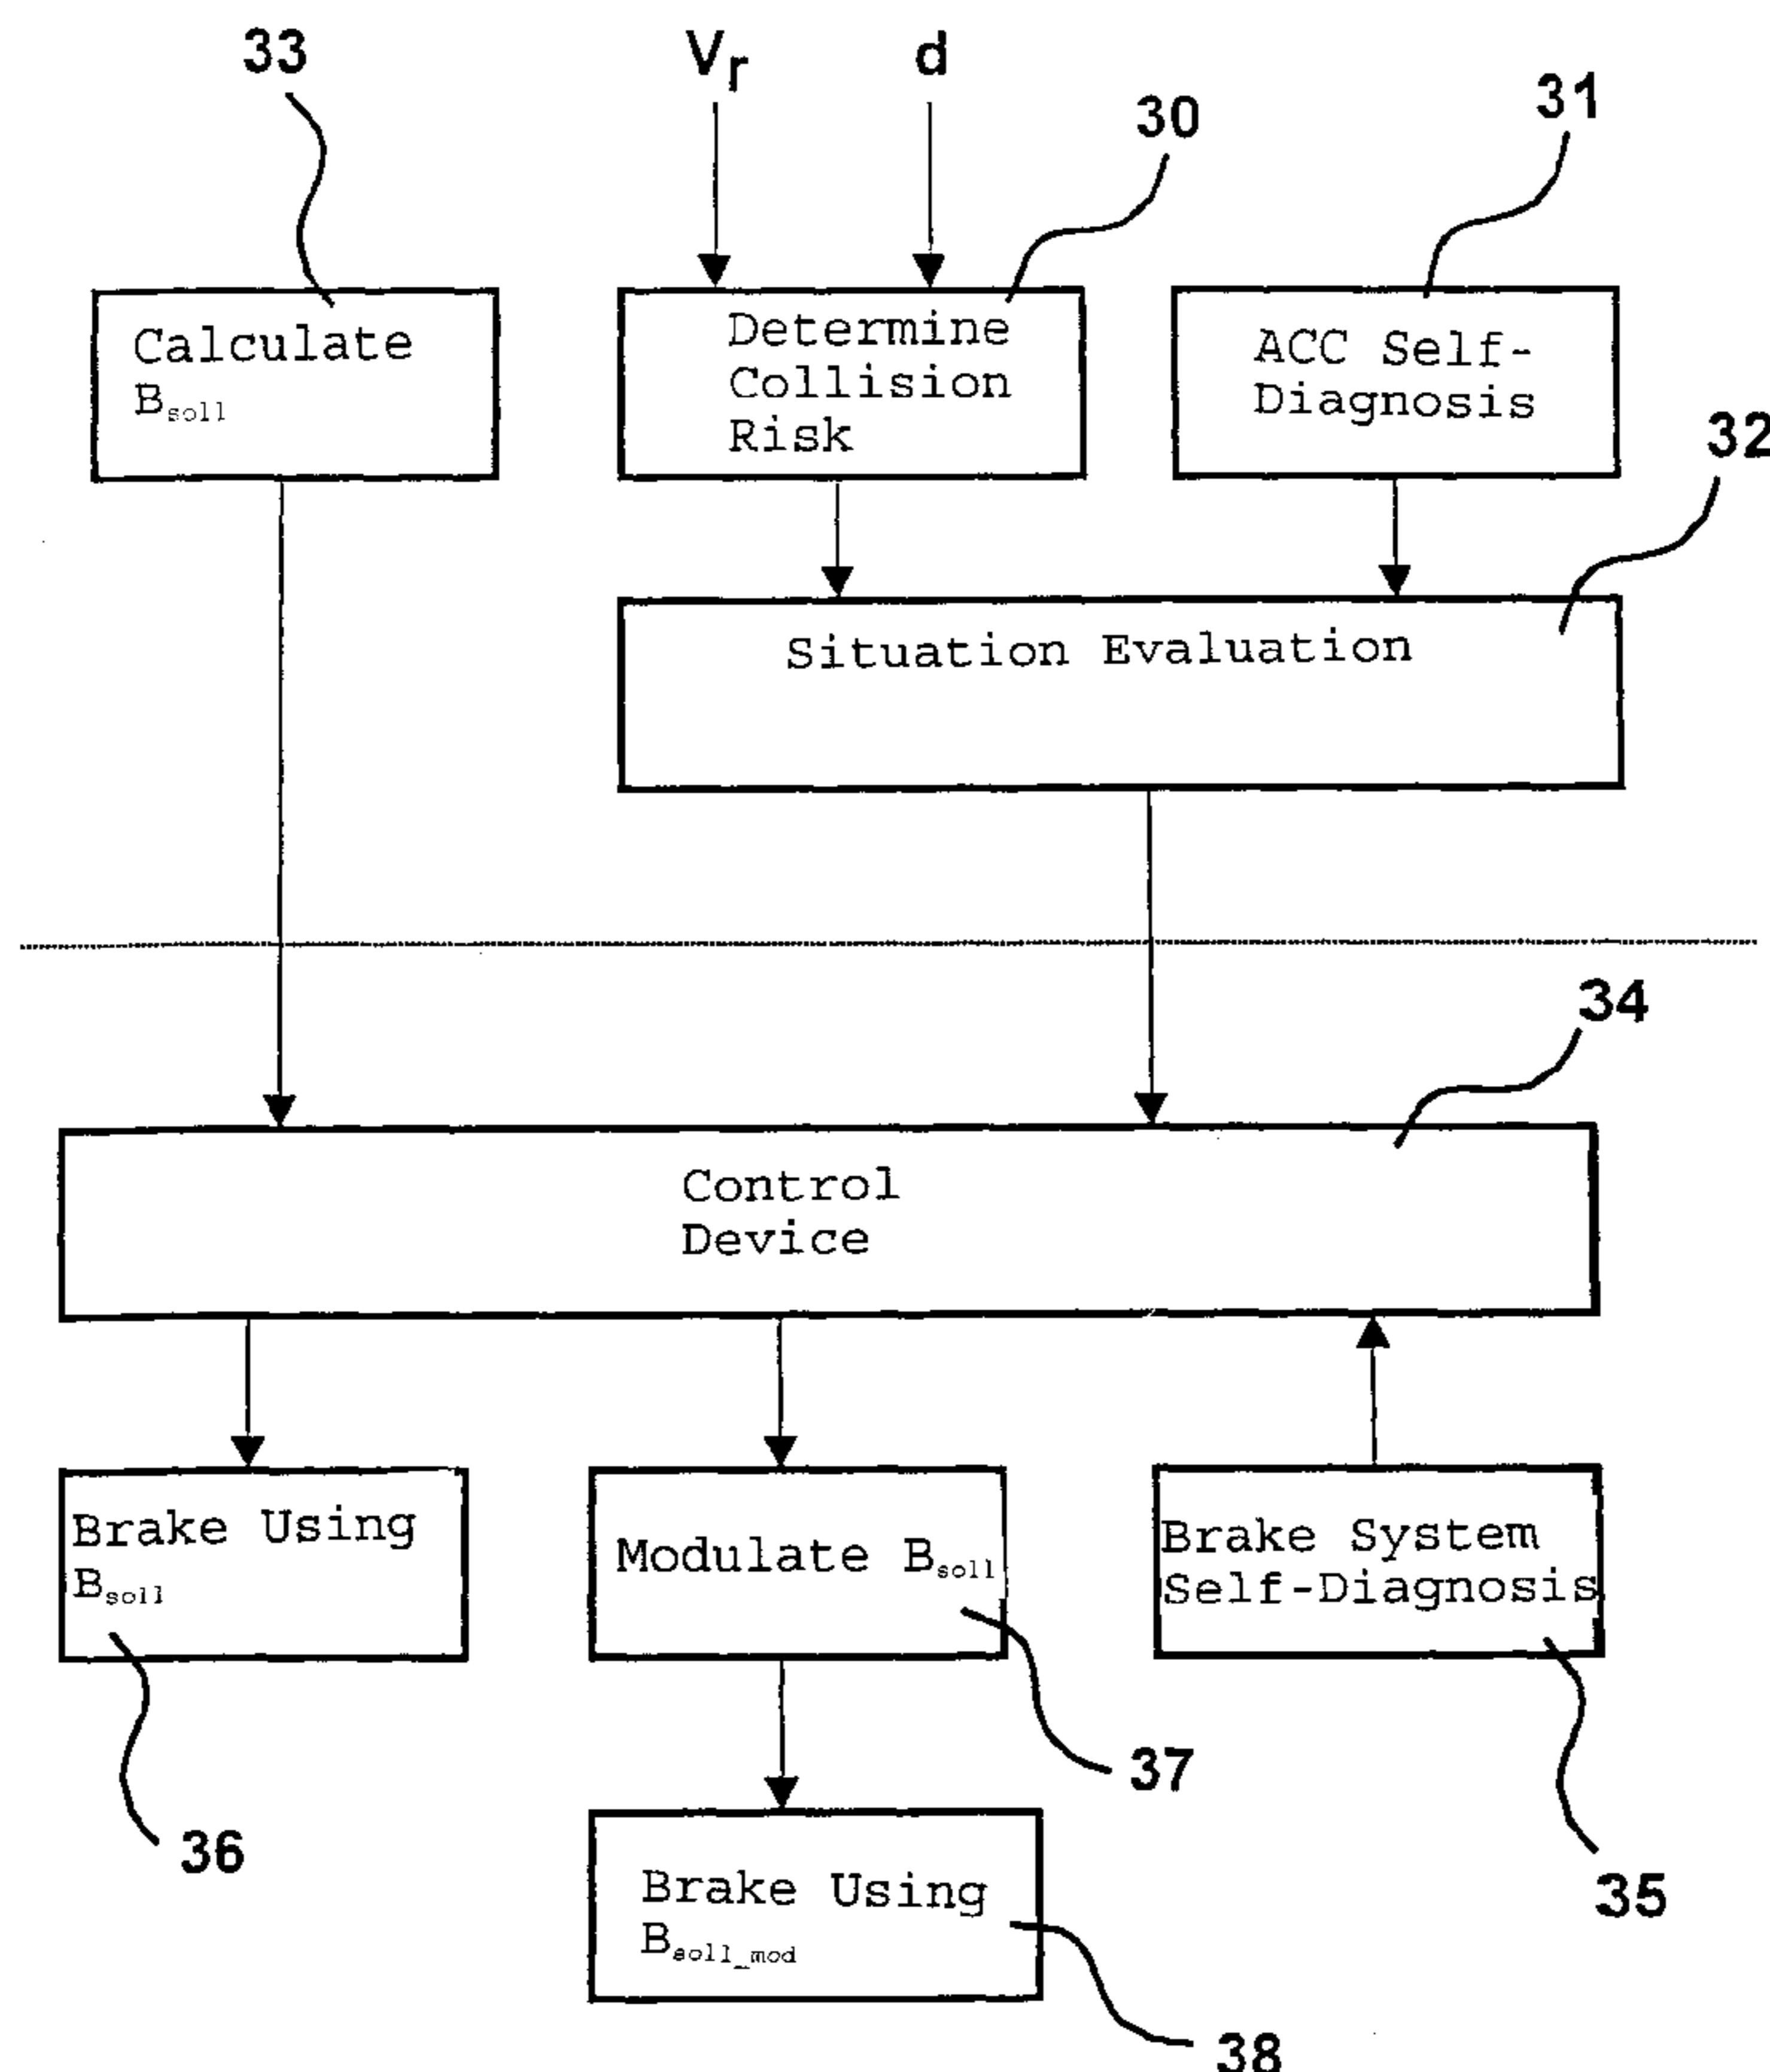 33
Vr
d
30
31
Calculate
Bsoll
Determine
Collision
Risk
ACC Self-
Diagnosis
32
Situation Evaluation
34
Control
Device
Brake Using
Bsoll
Modulate Bsoll
Brake System
Self-Diagnosis
37
36
35
Brake Using
Bsoll_mod
38